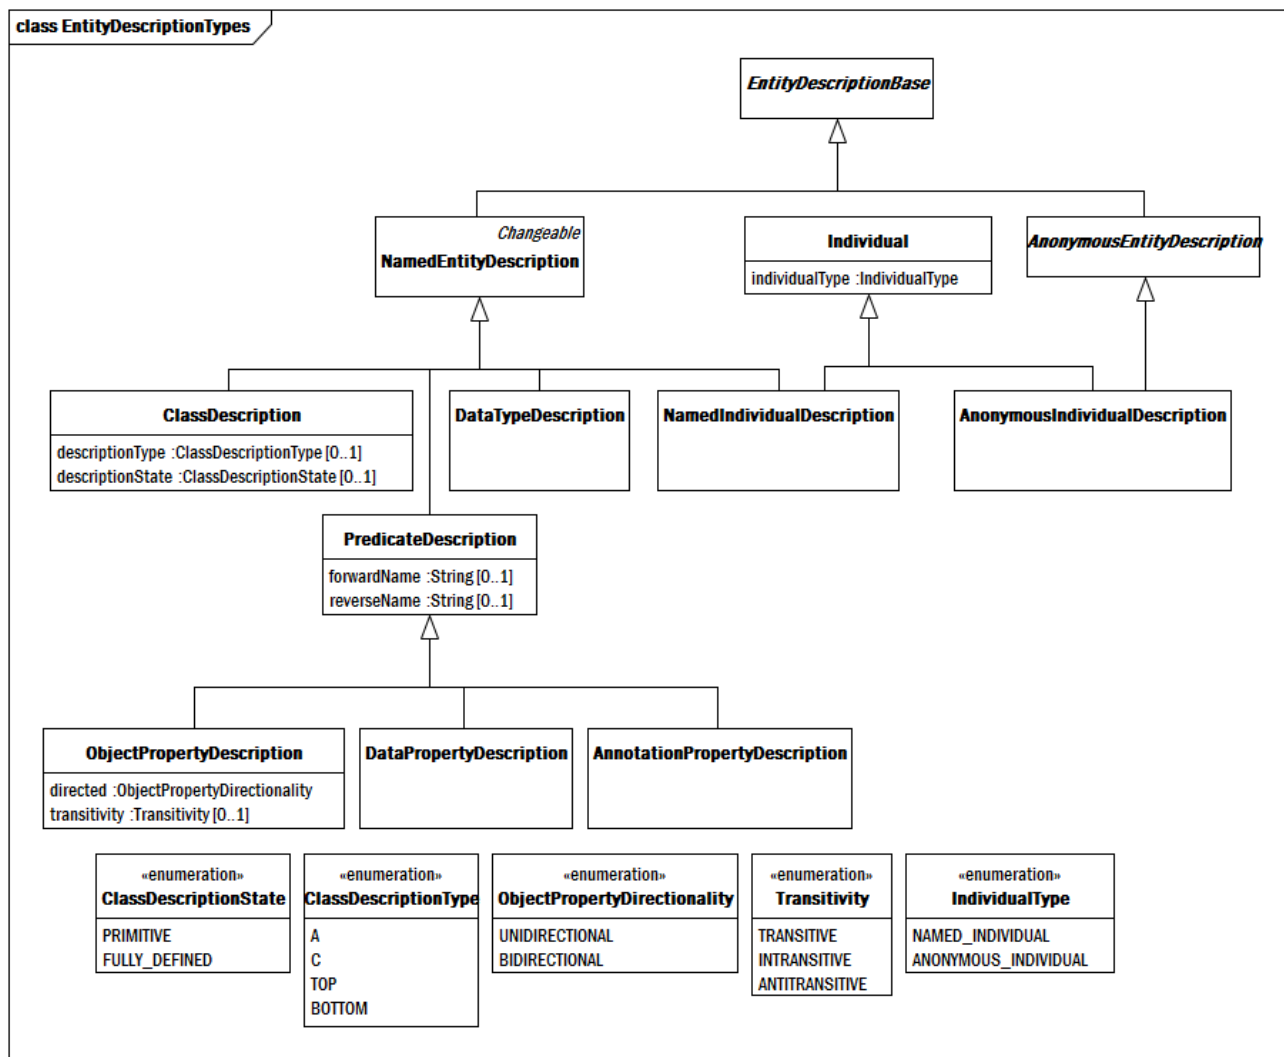 class EntityDescriptionTypes
EntityDescriptionBase
Changeable
NamedEntityDescription
Individual
individualType :IndividualType
AnonymousEntityDescription
ClassDescription
descriptionType :ClassDescriptionType [0..1]
descriptionState :ClassDescriptionState [0..1]
DataTypeDescription
NamedIndividualDescription
AnonymousIndividualDescription
PredicateDescription
forwardName :String [0..1]
reverseName :String [0..1]
ObjectPropertyDescription
directed :ObjectPropertyDirectionality
transitivity :Transitivity [0..1]
DataPropertyDescription
AnnotationPropertyDescription
«enumeration»
ClassDescriptionState
PRIMITIVE
FULLY_DEFINED
«enumeration»
ClassDescriptionType
A
C
TOP
BOTTOM
«enumeration»
ObjectPropertyDirectionality
UNIDIRECTIONAL
BIDIRECTIONAL
«enumeration»
Transitivity
TRANSITIVE
INTRANSITIVE
ANTITRANSITIVE
«enumeration»
IndividualType
NAMED_INDIVIDUAL
ANONYMOUS_INDIVIDUAL